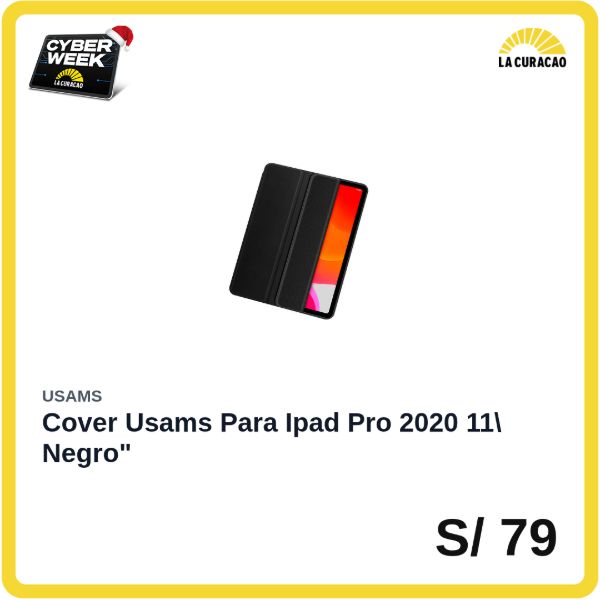 CYBER
WEEK
LA CURACAO
LA CURACAO
USAMS
Cover Usams Para Ipad Pro 2020 11\
Negro"
S/ 79